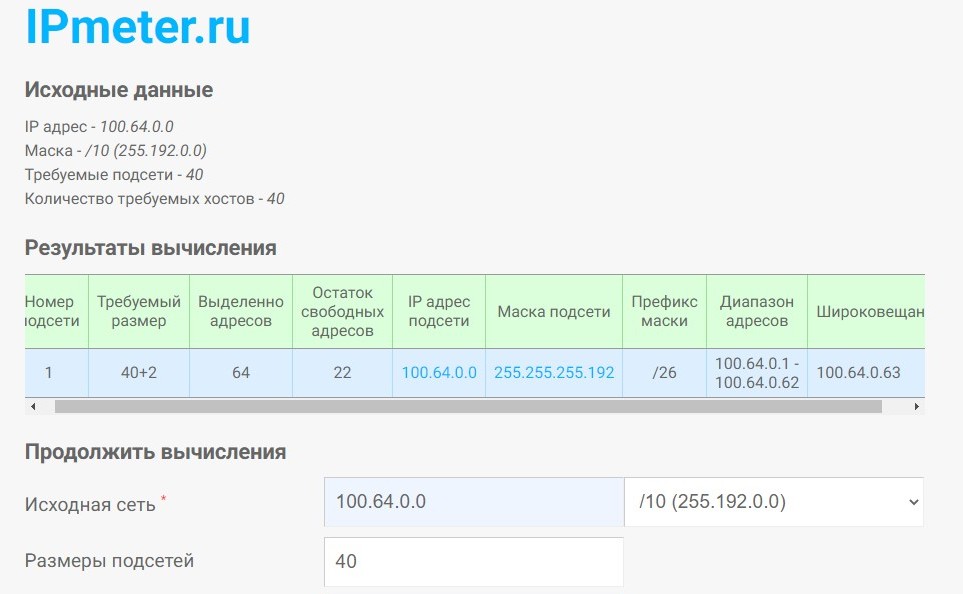 IPmeter.ru
Исходные данные
IP адрес - 100.64.0.0
Маска - /10 (255.192.0.0)
Требуемые подсети - 40
Количество требуемых хостов - 40
Результаты вычисления
Номер подсети Требуемый размер Выделенно адресов Остаток свободных адресов IP адрес подсети Маска подсети Префикс маски Диапазон адресов Широковещан
1 40+2 64 22 100.64.0.0 255.255.255.192 /26 100.64.0.1 - 100.64.0.62 100.64.0.63
Продолжить вычисления
Исходная сеть * 100.64.0.0 /10 (255.192.0.0)
Размеры подсетей 40